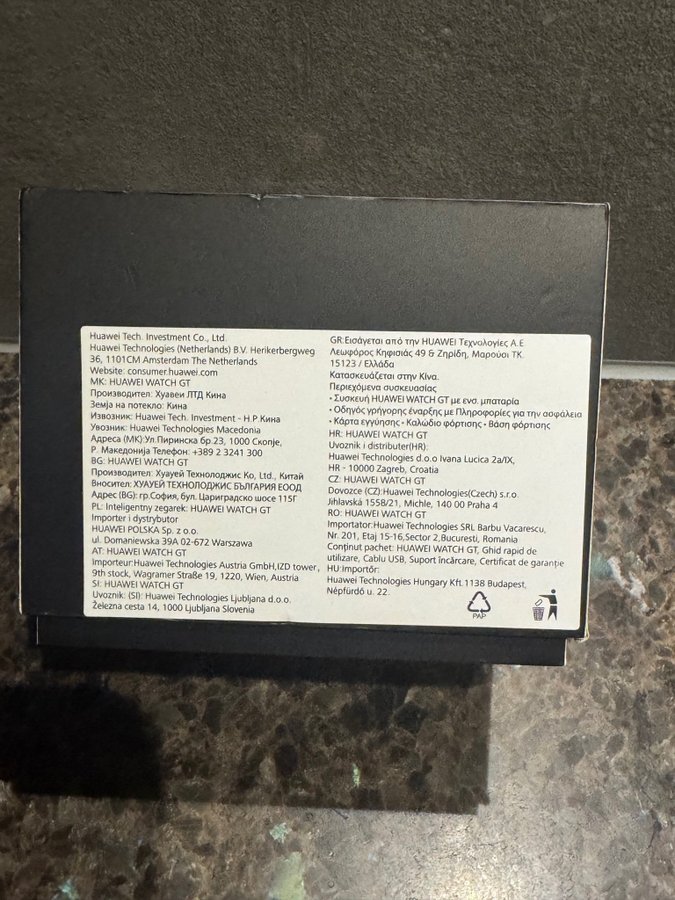 Huawei Tech. Investment Co., Ltd.
Huawei Technologies (Netherlands) B.V. Herikerbergweg
36, 1101CM Amsterdam The Netherlands
Website: consumer.huawei.com
MK: HUAWEI WATCH GT
Производител: Хуавеи ЛТД Кина
Земја на потекло: Кина
Извозник: Huawei Tech. Investment - Н.Р Кина
Увозник: Huawei Technologies Macedonia
Адреса (МК):Ул.Пиринска бр.23, 1000 Скопје,
Р. Македонија Телефон: +389 2 3241 300
BG: HUAWEI WATCH GT
Производител: Хуауей Технолоджис Ко, Ltd., Китай
Вносител: ХУАУЕЙ ТЕХНОЛОДЖИС БЪЛГАРИЯ ЕООД
Адрес (BG): гр.София, бул. Цариградско шосе 115Г
PL: Inteligentny zegarek: HUAWEI WATCH GT
Importer i dystrybutor
HUAWEI POLSKA Sp. z o.o.
ul. Domaniewska 39A 02-672 Warszawa
AT: HUAWEI WATCH GT
Importeur:Huawei Technologies Austria GmbH,IZD tower,
9th stock, Wagramer Straße 19, 1220, Wien, Austria
SI: HUAWEI WATCH GT
Uvoznik: (SI): Huawei Technologies Ljubljana d.o.o.
Železna cesta 14, 1000 Ljubljana Slovenia
GR:Εισάγεται από την HUAWEI Τεχνολογίες Α.Ε
Λεωφόρος Κηφισιάς 49 & Ζηρίδη, Μαρούσι ΤΚ
15123 / Ελλάδα
Κατασκευάζεται στην Κίνα.
Περιεχόμενα συσκευασίας
• Συσκευή HUAWEI WATCH GT με ενσ. μπαταρία
• Οδηγός γρήγορης έναρξης με Πληροφορίες για την ασφάλεια
• Κάρτα εγγύησης • Καλώδιο φόρτισης • Βάση φόρτισης
HR: HUAWEI WATCH GT
Uvoznik i distributer(HR):
Huawei Technologies d.o.o Ivana Lucica 2a/IX,
HR - 10000 Zagreb, Croatia
CZ: HUAWEI WATCH GT
Dovozce (CZ):Huawei Technologies(Czech) s.r.o
Jihlavská 1558/21, Michle, 140 00 Praha 4
RO: HUAWEI WATCH GT
Importator:Huawei Technologies SRL Barbu Vacarescu,
Nr. 201, Etaj 15-16,Sector 2,Bucuresti, Romania
Conținut pachet: HUAWEI WATCH GT, Ghid rapid de
utilizare, Cablu USB, Suport încărcare, Certificat de garanție
HU:Importőr:
Huawei Technologies Hungary Kft.1138 Budapest,
Népfürdő u. 22.
PAP